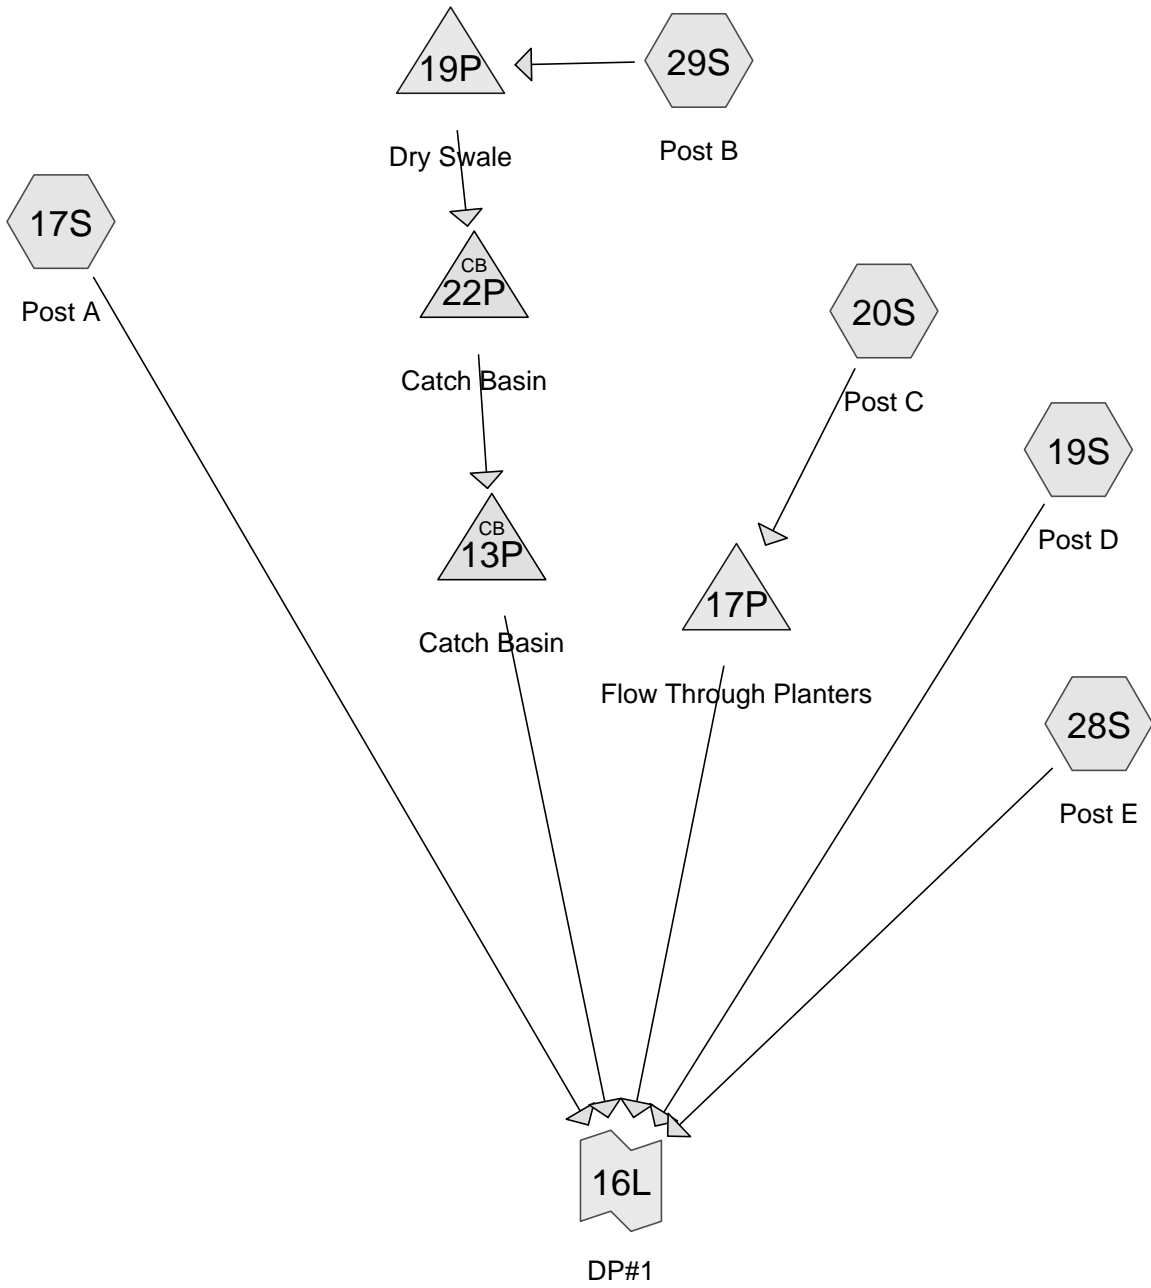 19P
29S
Dry Swale
Post B
17S
Post A
CB
22P
Catch Basin
20S
Post C
19S
Post D
CB
13P
Catch Basin
17P
Flow Through Planters
28S
Post E
16L
DP#1